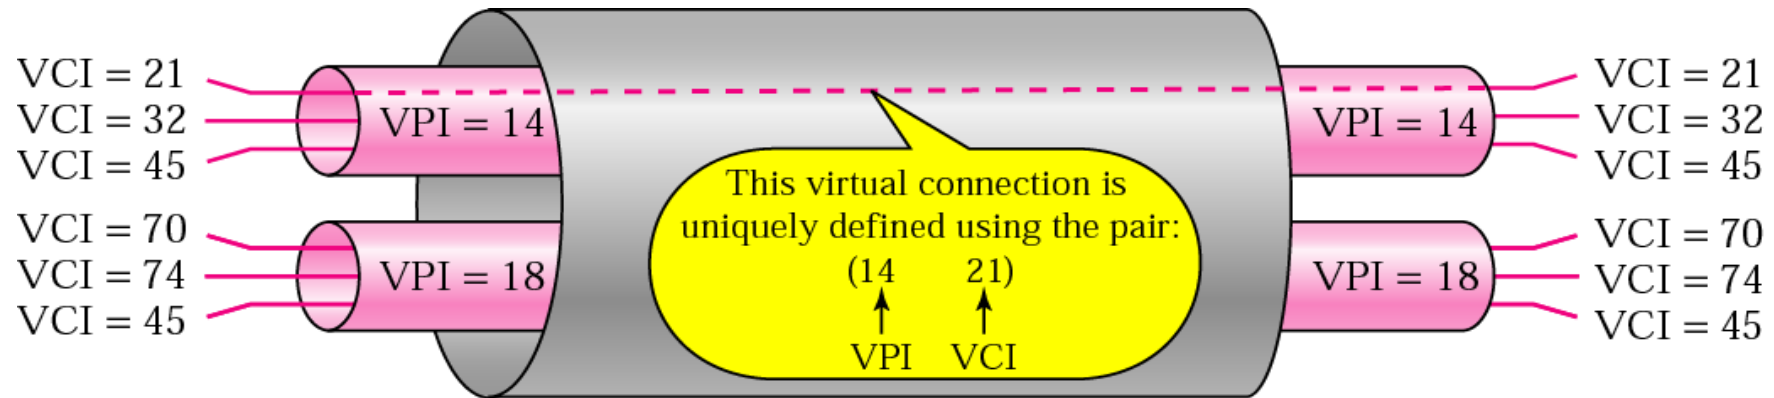 VCI = 21
VCI = 32
VCI = 45
VPI = 14
VCI = 70
VCI = 74
VCI = 45
VPI = 18
This virtual connection is
uniquely defined using the pair:
(14 21)
VPI VCI
VPI = 14
VCI = 21
VCI = 32
VCI = 45
VPI = 18
VCI = 70
VCI = 74
VCI = 45